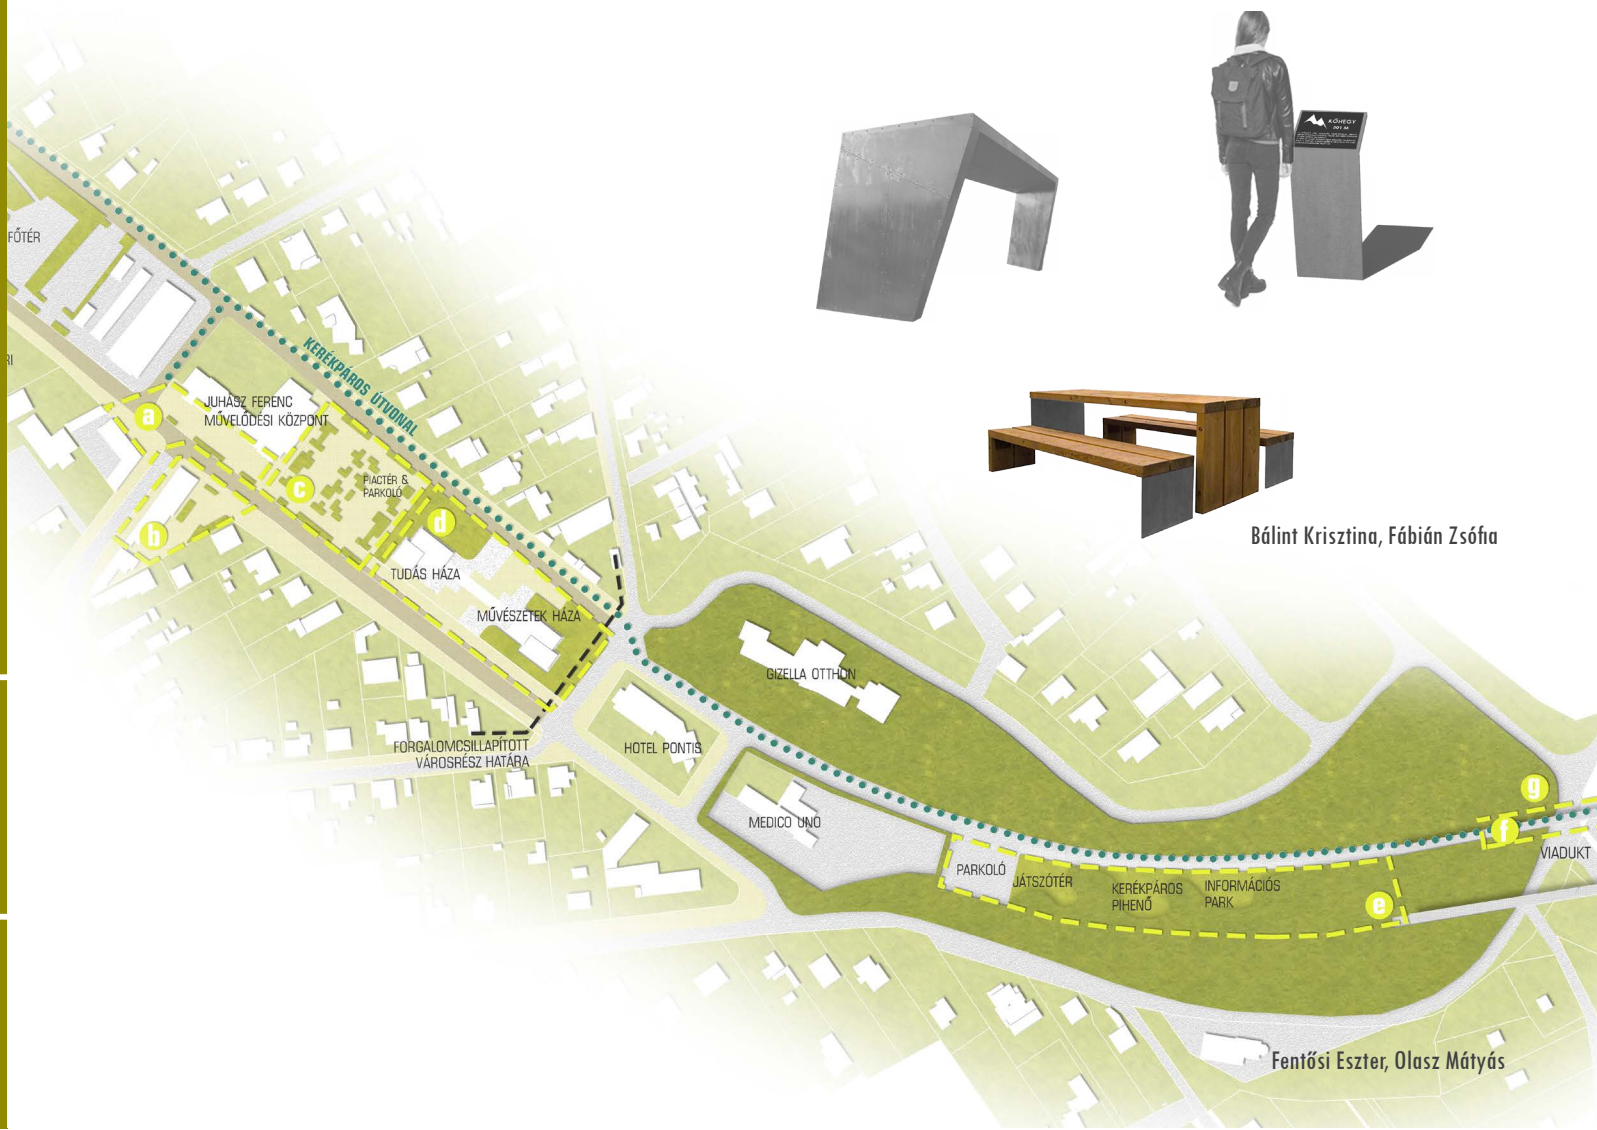 KŐHEGY
FŐTÉR
RI
KERÉKPÁROS ÚTVONAL
a
JUHÁSZ FERENC
MŰVELŐDÉSI KÖZPONT
b
c
PIACTÉR &
PARKOLÓ
d
TUDÁS HÁZA
MŰVÉSZETEK HÁZA
Bálint Krisztina, Fábián Zsófia
GIZELLA OTTHON
FORGALOMCSILLAPÍTOTT
VÁROSRÉSZ HATÁRA
HOTEL PONTIS
MEDICO UNO
PARKOLÓ
JÁTSZÓTÉR
KERÉKPÁROS
PIHENŐ
INFORMÁCIÓS
PARK
e
f
g
VIADUKT
Fentősi Eszter, Olasz Mátyás